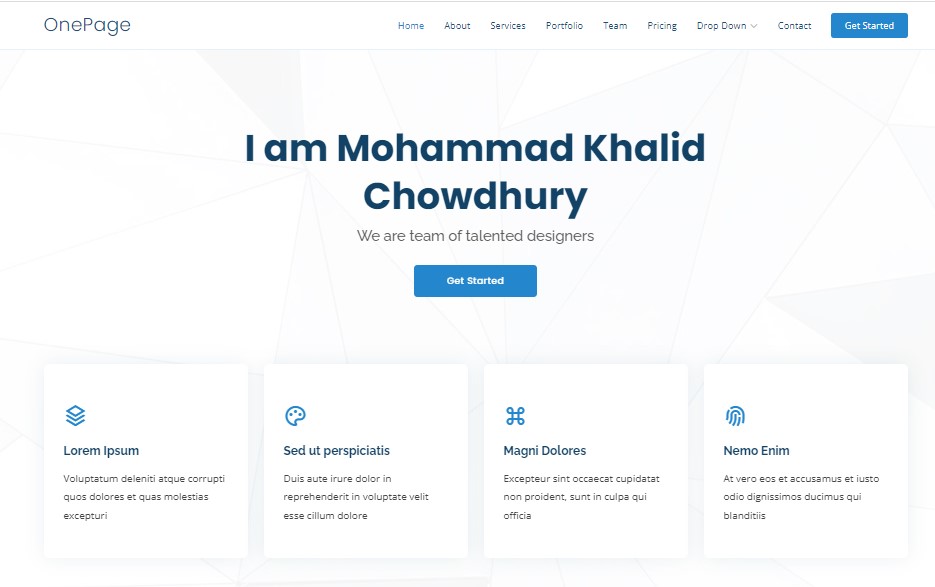 OnePage
Home About Services Portfolio Team Pricing Drop Down Contact Get Started
I am Mohammad Khalid
Chowdhury
We are team of talented designers
Get Started
Lorem Ipsum
Voluptatum deleniti atque corrupti
quos dolores et quas molestias
excepturi
Sed ut perspiciatis
Duis aute irure dolor in
reprehenderit in voluptate velit
esse cillum dolore
Magni Dolores
Excepteur sint occaecat cupidatat
non proident, sunt in culpa qui
officia
Nemo Enim
At vero eos et accusamus et iusto
odio dignissimos ducimus qui
blanditiis